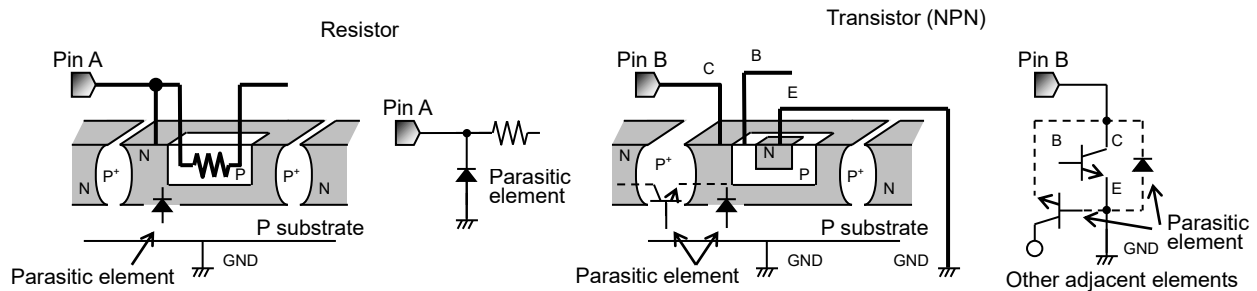 Resistor
Transistor (NPN)
Pin A
Pin A
N
N
P+
P
P+
N
Parasitic
element
P substrate
GND
Parasitic element
Pin B
C
B
E
N
N
P+
N
P
P+
N
P substrate
GND
GND
Parasitic element
Pin B
B
C
E
Parasitic
element
GND
Other adjacent elements